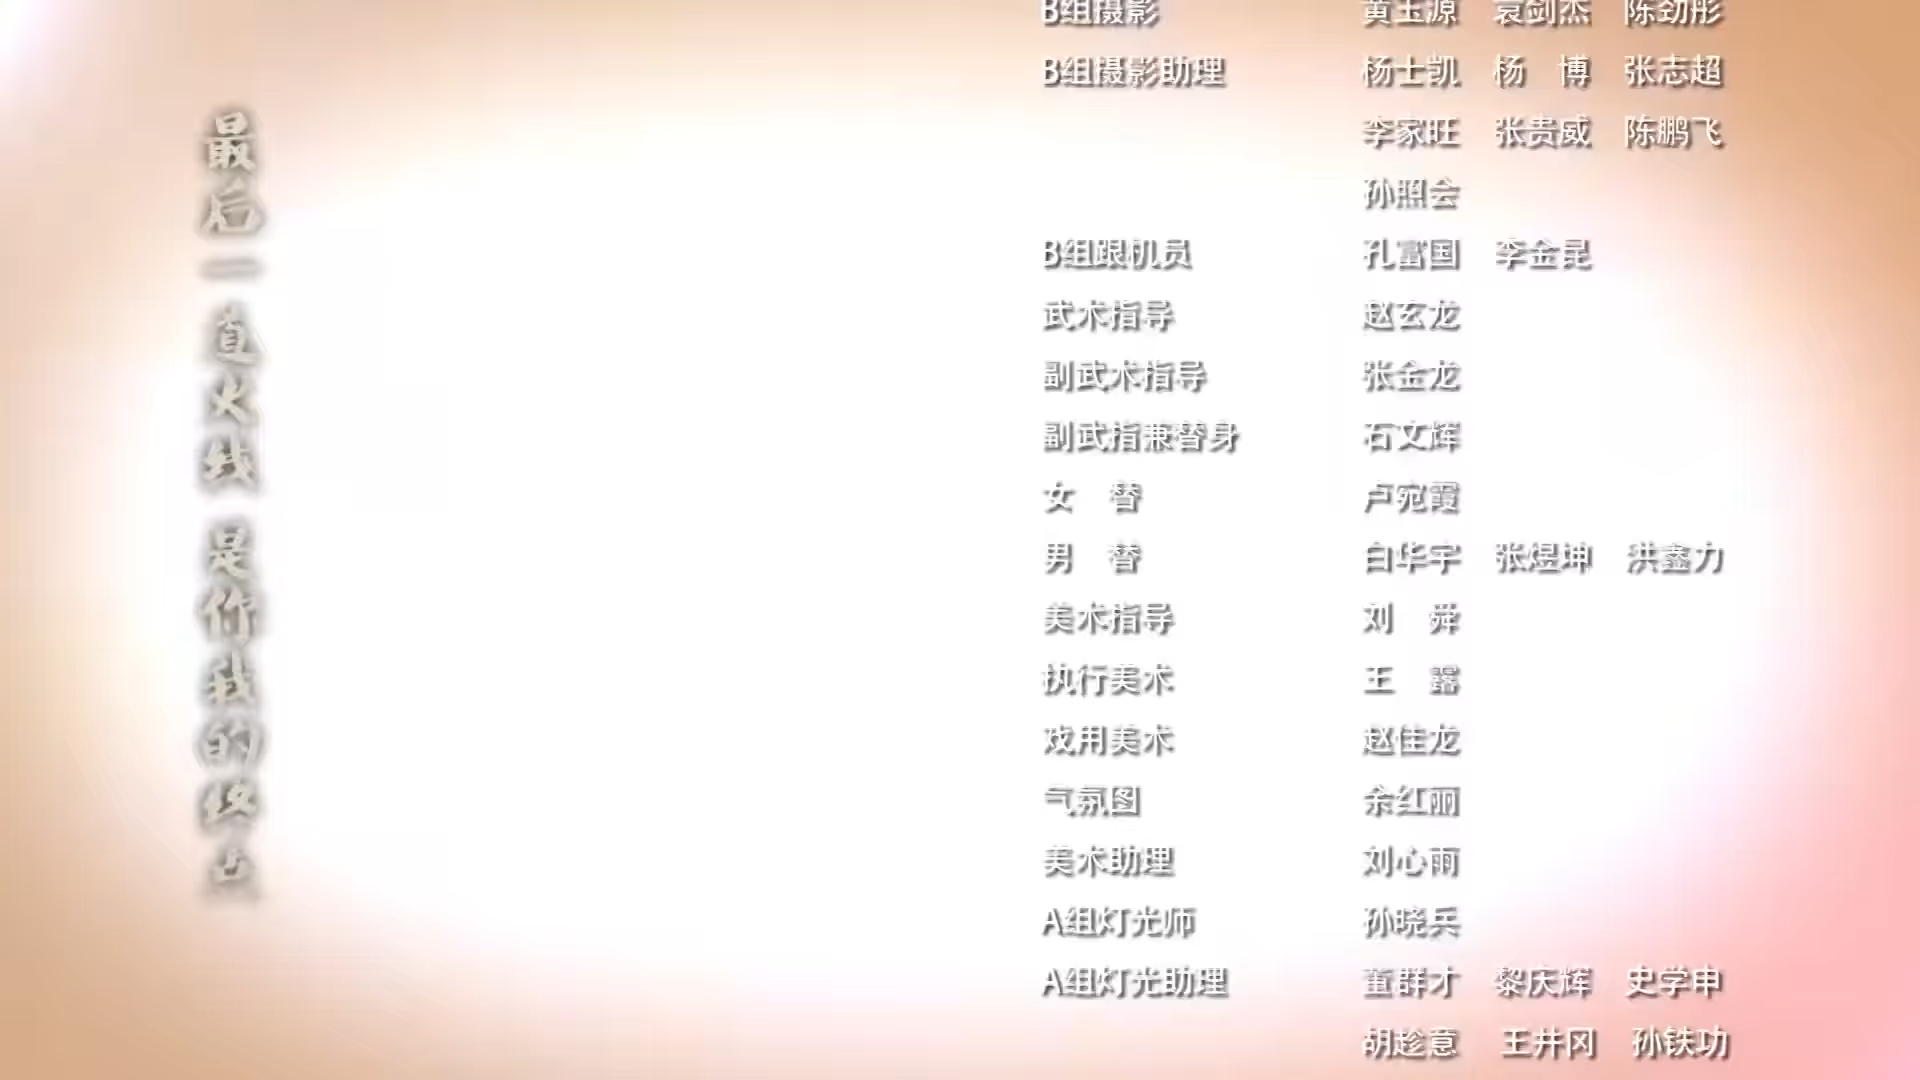 最后一道火线 是你我的终点
B组摄影 黄玉源 袁剑杰 陈劲彤
B组摄影助理 杨士凯 杨 博 张志超
李家旺 张贵威 陈鹏飞
孙照会
B组跟机员 孔富国 李金昆
武术指导 赵玄龙
副武术指导 张金龙
副武指兼替身 石文辉
女 替 卢宛霞
男 替 白华宇 张煜坤 洪鑫力
美术指导 刘 舜
执行美术 王 露
戏用美术 赵佳龙
气氛图 余红丽
美术助理 刘心雨
A组灯光师 孙晓兵
A组灯光助理 董群才 黎庆辉 史学申
胡趁意 王井冈 孙铁功